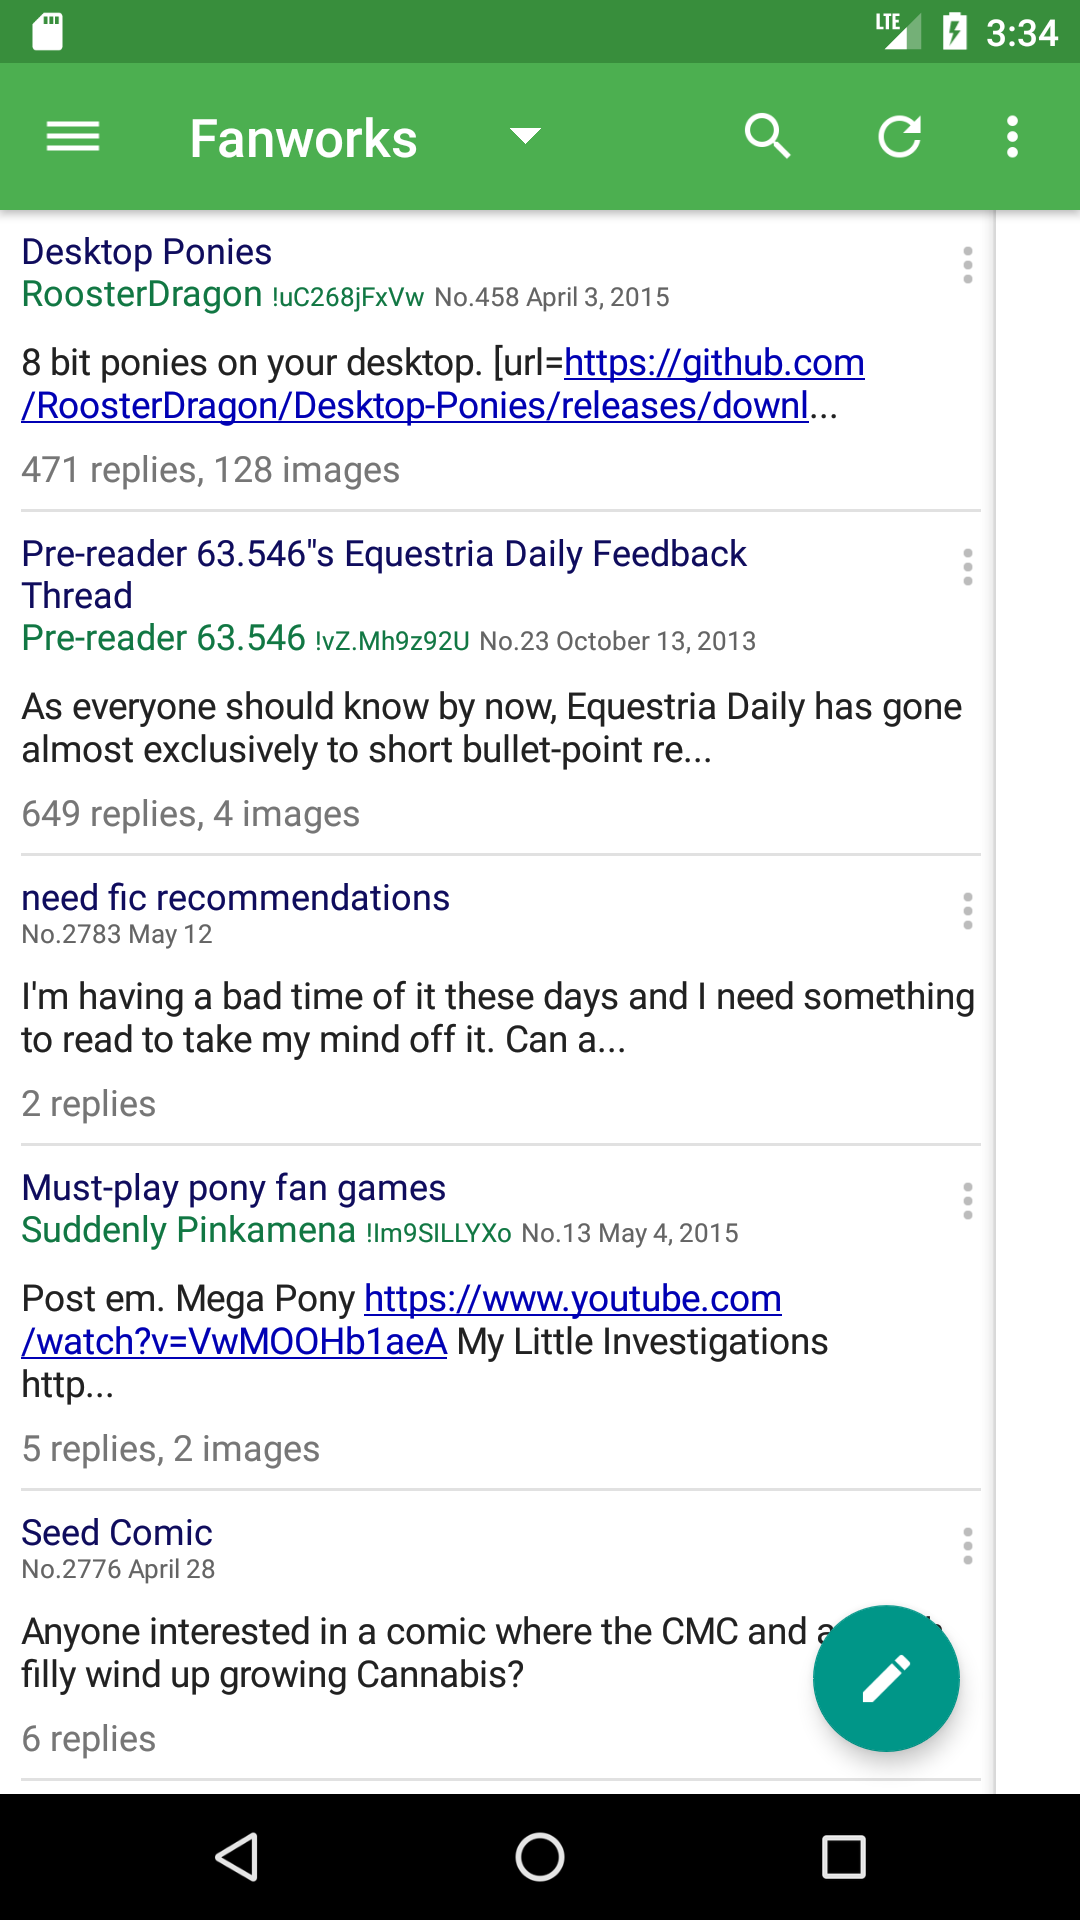 LTE 3:34
Fanworks
Desktop Ponies
RoosterDragon !uC268jFxVw No.458 April 3, 2015
8 bit ponies on your desktop. [url=https://github.com
/RoosterDragon/Desktop-Ponies/releases/downl...
471 replies, 128 images
Pre-reader 63.546"s Equestria Daily Feedback
Thread
Pre-reader 63.546 !vZ.Mh9z92U No.23 October 13, 2013
As everyone should know by now, Equestria Daily has gone
almost exclusively to short bullet-point re...
649 replies, 4 images
need fic recommendations
No.2783 May 12
I'm having a bad time of it these days and I need something
to read to take my mind off it. Can a...
2 replies
Must-play pony fan games
Suddenly Pinkamena !Im9SILLYXo No.13 May 4, 2015
Post em. Mega Pony https://www.youtube.com
/watch?v=VwMOOHb1aeA My Little Investigations
http...
5 replies, 2 images
Seed Comic
No.2776 April 28
Anyone interested in a comic where the CMC and a
filly wind up growing Cannabis?
6 replies